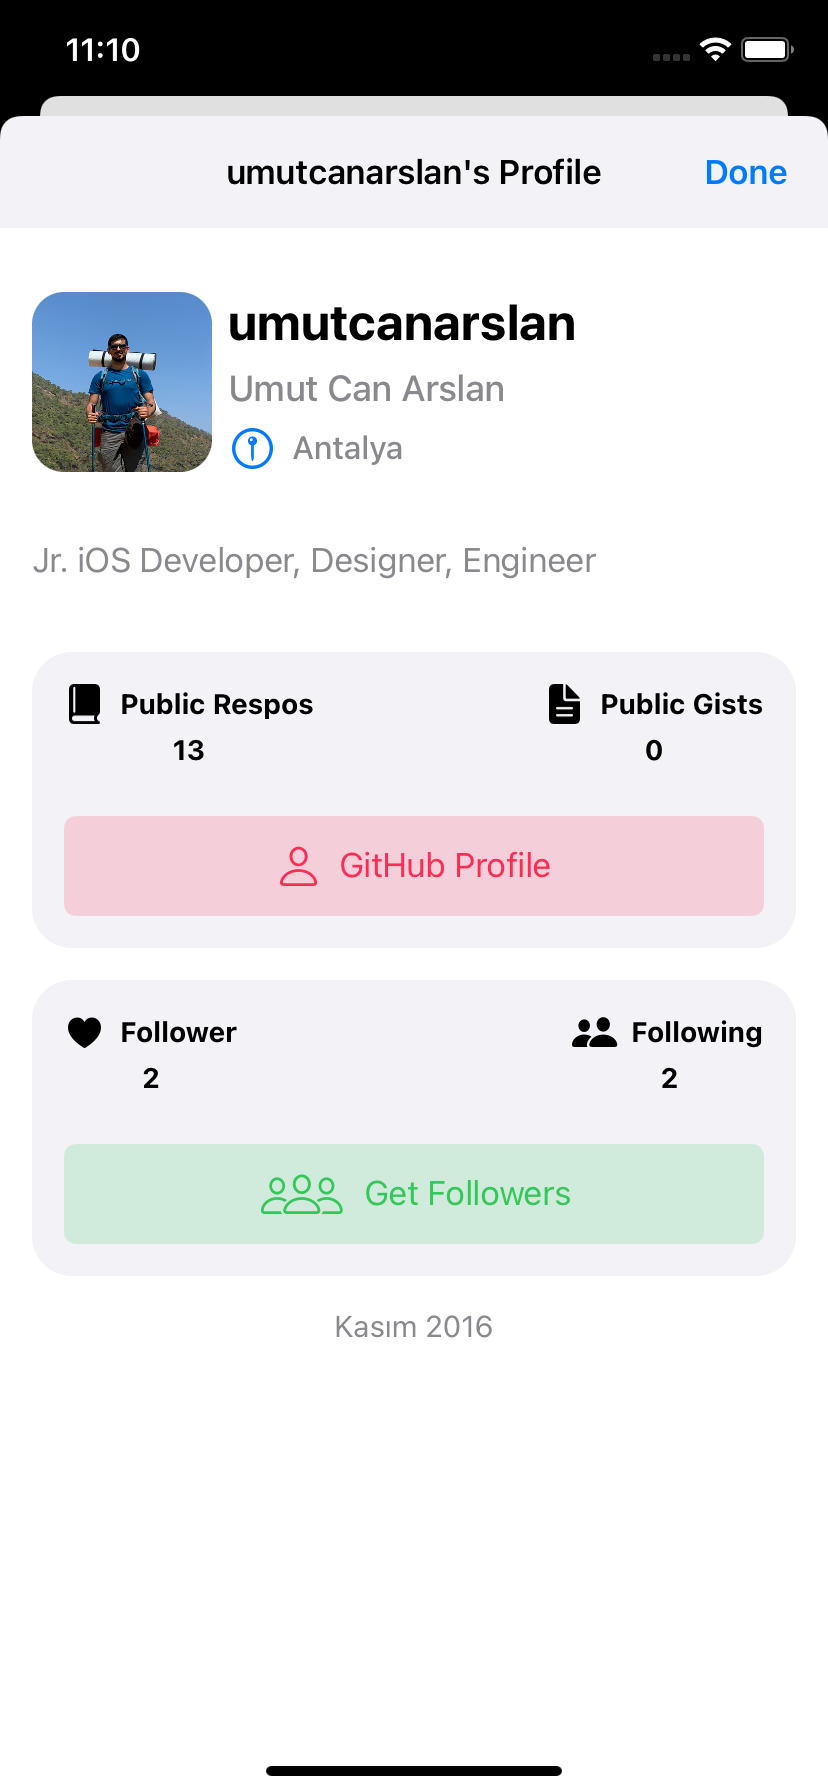 11:10
umutcanarslan's Profile Done
umutcanarslan
Umut Can Arslan
Antalya
Jr. iOS Developer, Designer, Engineer
Public Respos Public Gists
13 0
GitHub Profile
Follower Following
2 2
Get Followers
Kasım 2016